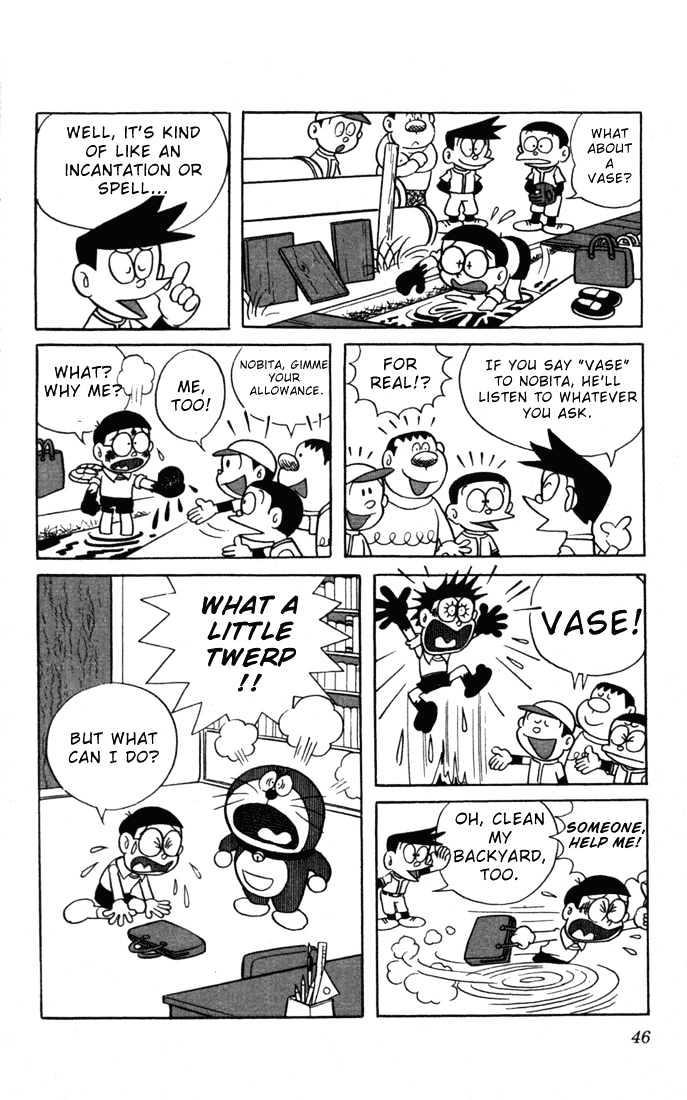 WHAT
ABOUT
A
VASE?
WELL, IT'S KIND
OF LIKE AN
INCANTATION OR
SPELL...
IF YOU SAY "VASE"
TO NOBITA, HE'LL
LISTEN TO WHATEVER
YOU ASK.
FOR
REAL!?
NOBITA, GIMME
YOUR
ALLOWANCE.
ME,
TOO!
WHAT?
WHY ME?
VASE!
OH, CLEAN
MY
BACKYARD,
TOO.
SOMEONE,
HELP ME!
WHAT A
LITTLE
TWERP
!!
BUT WHAT
CAN I DO?
46